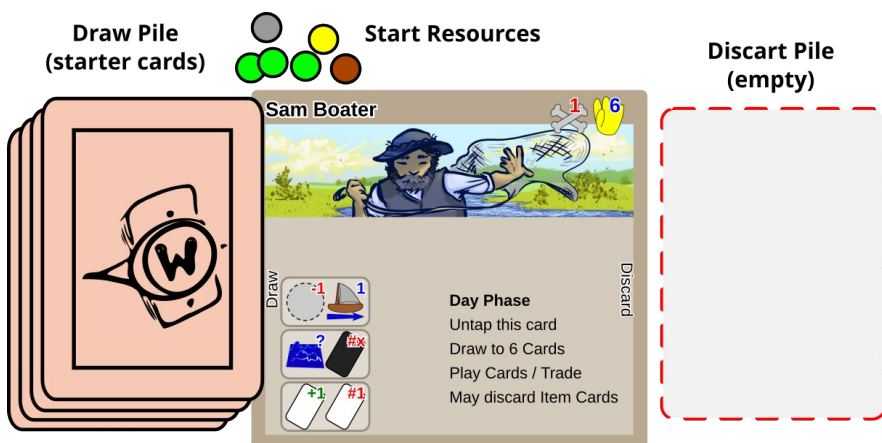 Draw Pile
(starter cards)
Start Resources
Discart Pile
(empty)
Sam Boater
1
6
W
Draw
Discard
-1
1
?
#x
+1
#1
Day Phase
Untap this card
Draw to 6 Cards
Play Cards / Trade
May discard Item Cards